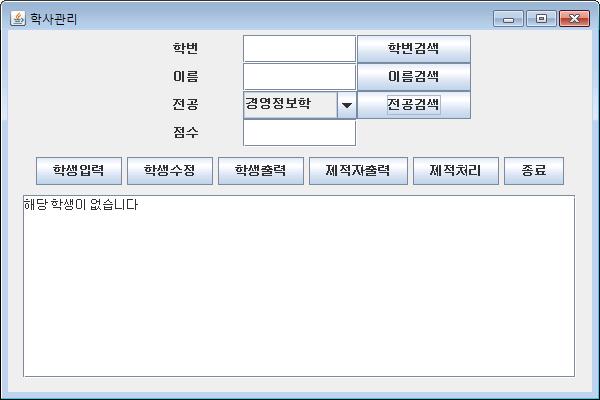 학사관리
학번 학번검색
이름 이름검색
전공 경영정보학 전공검색
점수
학생입력 학생수정 학생출력 제적자출력 제적처리 종료
해당 학생이 없습니다